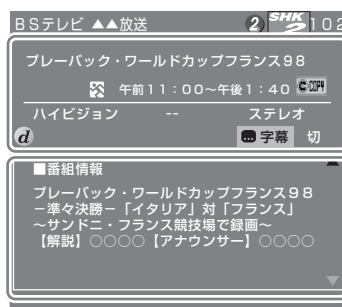 BSテレビ ▲▲放送 2 SHK 2 102
プレーバック・ワールドカップフランス98
午前11:00〜午後1:40 COPY
ハイビジョン -- ステレオ
d … 字幕 切
■番組情報
プレーバック・ワールドカップフランス98
−準々決勝−「イタリア」対「フランス」
〜サンドニ・フランス競技場で録画〜
【解説】○○○○【アナウンサー】○○○○